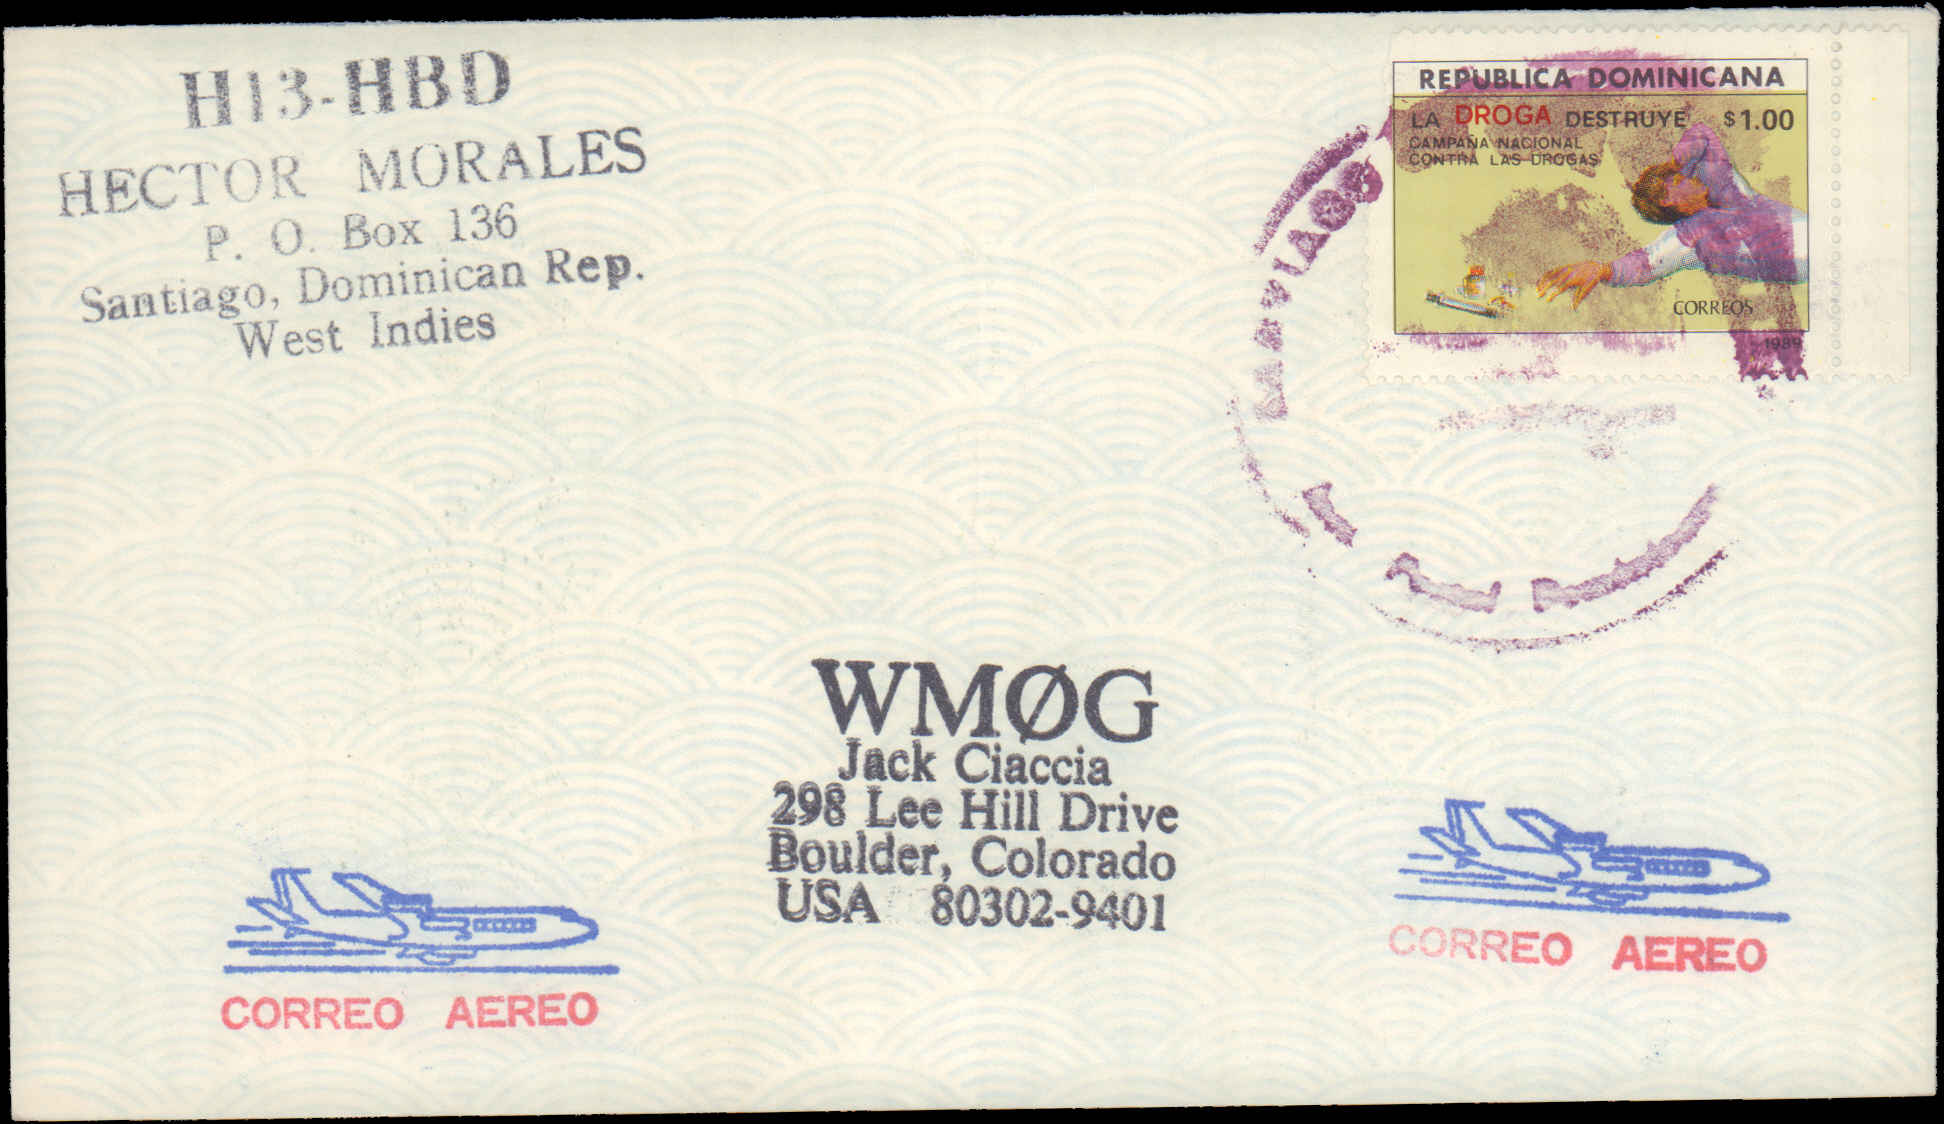 H13-HBD
HECTOR MORALES
P. O. Box 136
Santiago, Dominican Rep.
West Indies
REPUBLICA DOMINICANA
LA DROGA DESTRUYE $1.00
CAMPAÑA NACIONAL
CONTRA LAS DROGAS
CORREOS
1989
WMØG
Jack Ciaccia
298 Lee Hill Drive
Boulder, Colorado
USA 80302-9401
CORREO AEREO
CORREO AEREO